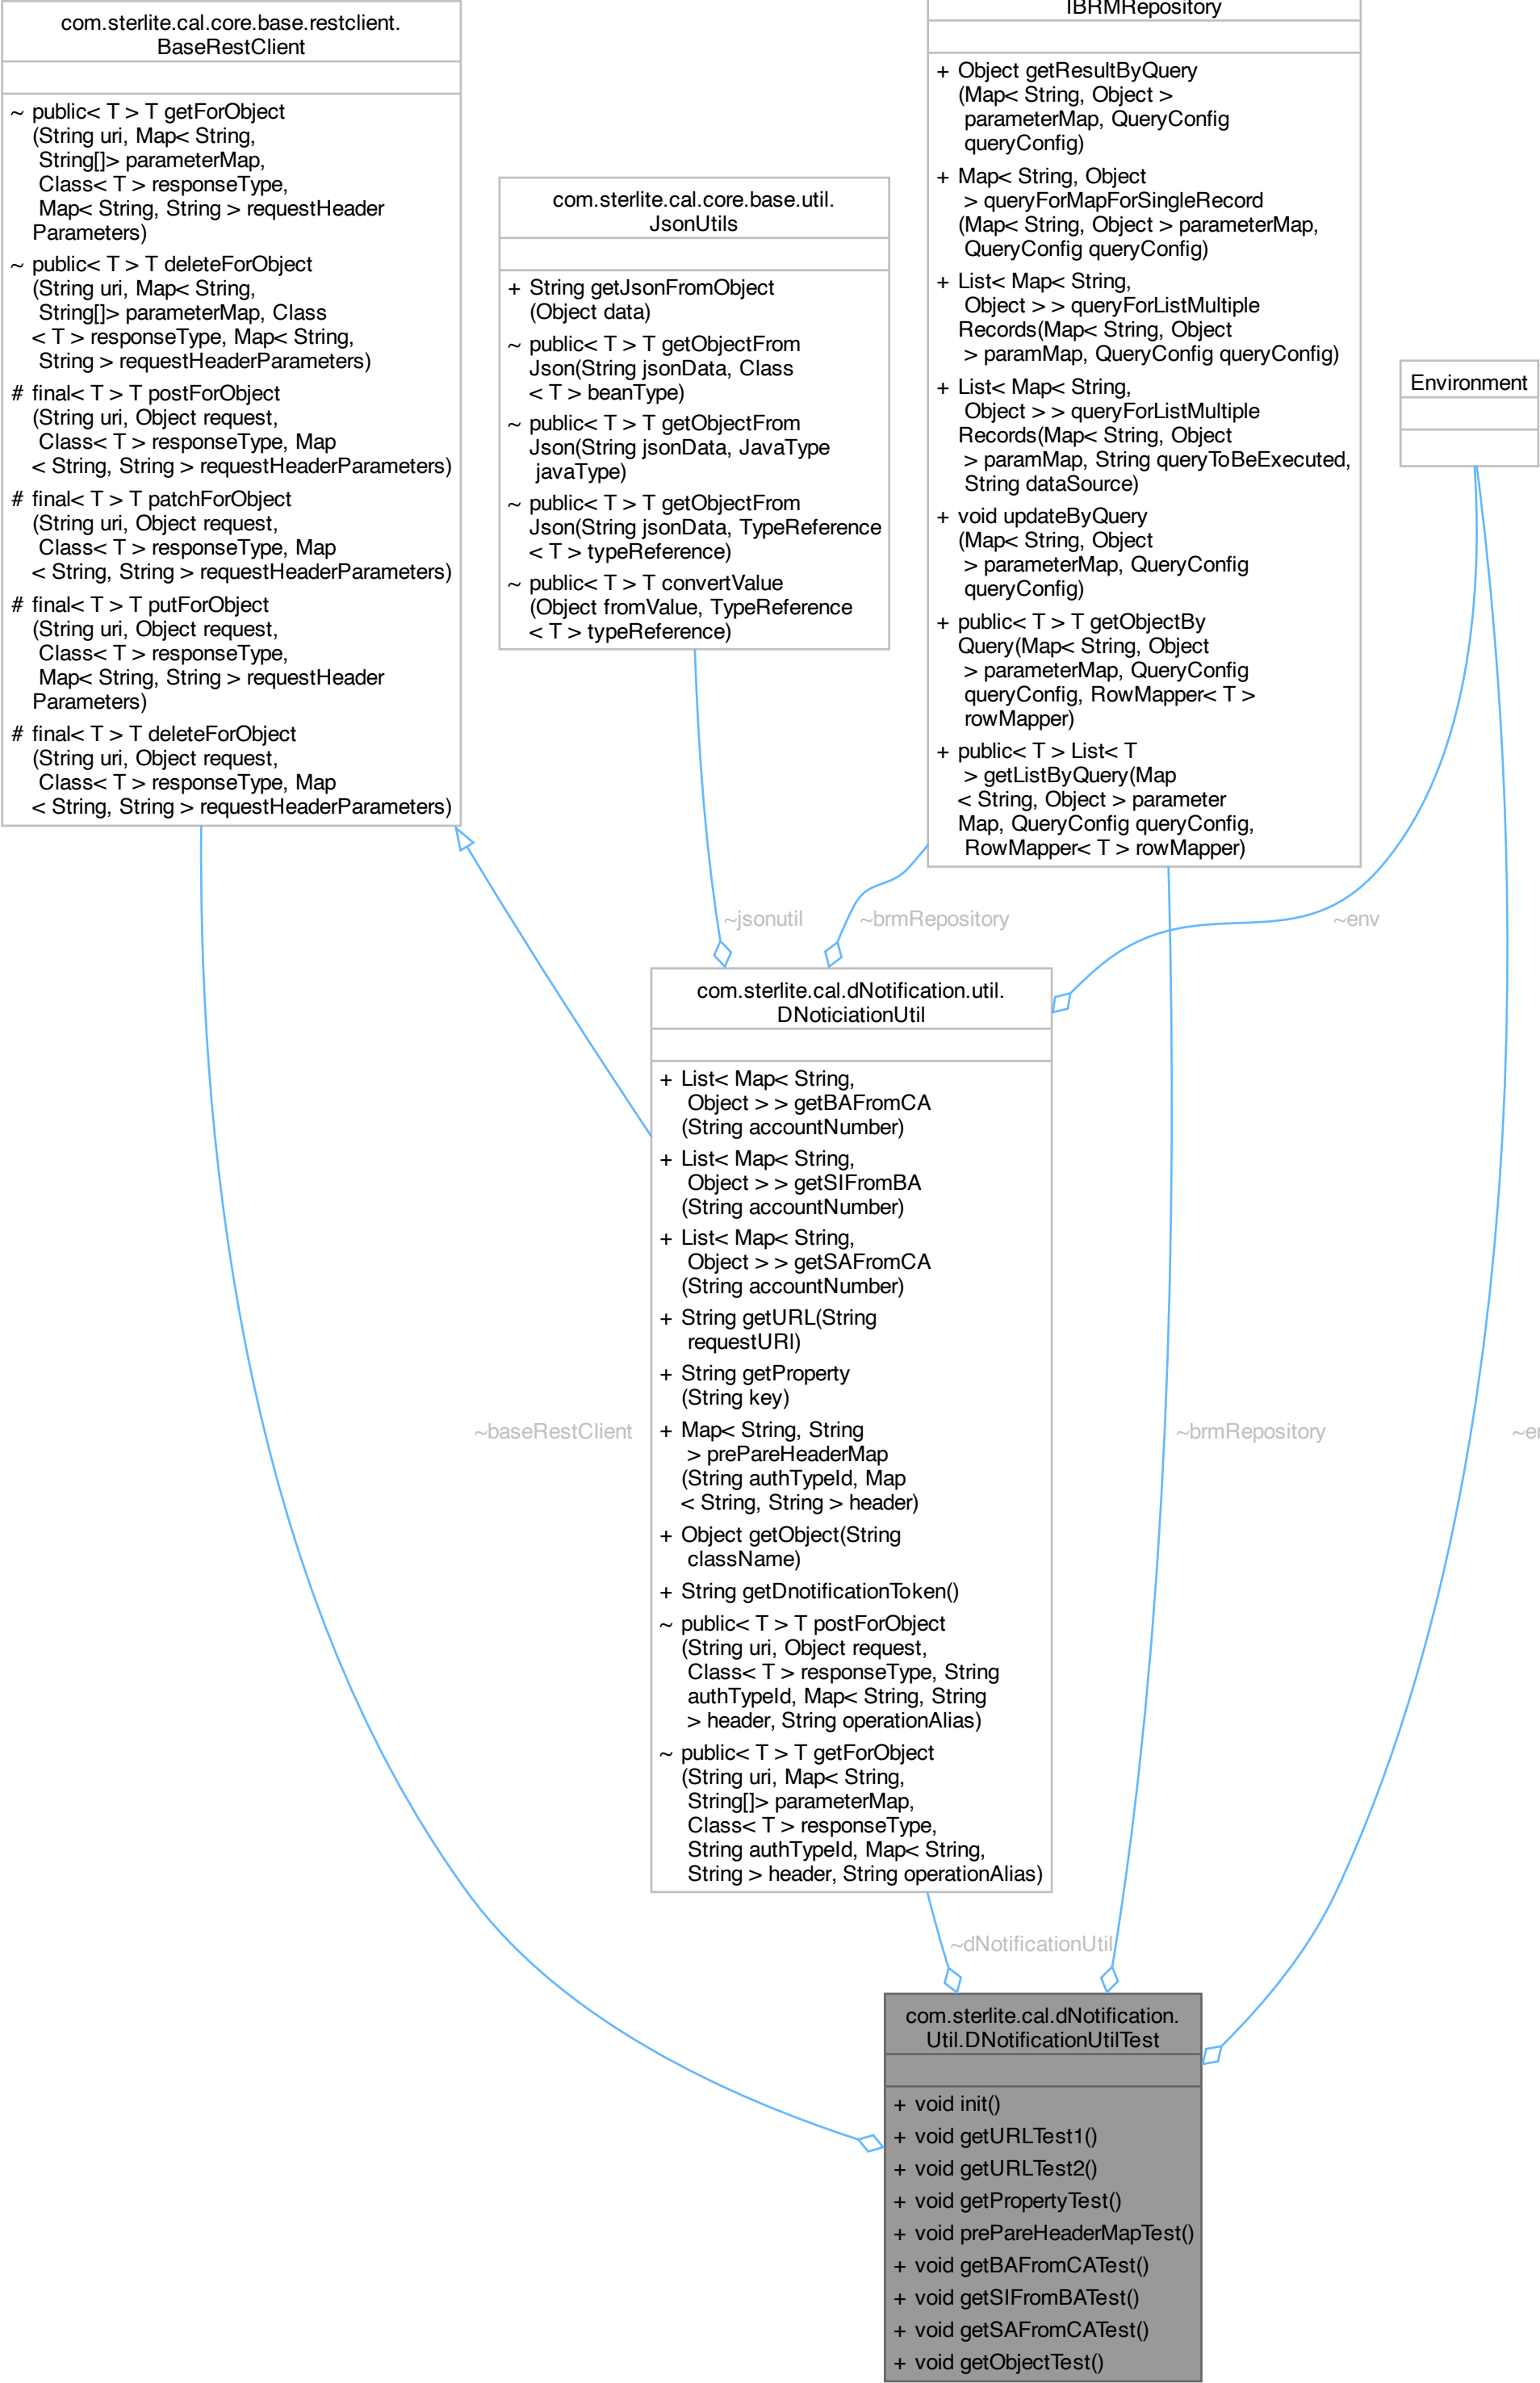 com.sterlite.cal.core.base.restclient.
BaseRestClient
~ public< T > T getForObject
(String uri, Map< String,
String[]> parameterMap,
Class< T > responseType,
Map< String, String > requestHeader
Parameters)
~ public< T > T deleteForObject
(String uri, Map< String,
String[]> parameterMap, Class
< T > responseType, Map< String,
String > requestHeaderParameters)
# final< T > T postForObject
(String uri, Object request,
Class< T > responseType, Map
< String, String > requestHeaderParameters)
# final< T > T patchForObject
(String uri, Object request,
Class< T > responseType, Map
< String, String > requestHeaderParameters)
# final< T > T putForObject
(String uri, Object request,
Class< T > responseType,
Map< String, String > requestHeader
Parameters)
# final< T > T deleteForObject
(String uri, Object request,
Class< T > responseType, Map
< String, String > requestHeaderParameters)
com.sterlite.cal.core.base.util.
JsonUtils
+ String getJsonFromObject
(Object data)
~ public< T > T getObjectFrom
Json(String jsonData, Class
< T > beanType)
~ public< T > T getObjectFrom
Json(String jsonData, JavaType
javaType)
~ public< T > T getObjectFrom
Json(String jsonData, TypeReference
< T > typeReference)
~ public< T > T convertValue
(Object fromValue, TypeReference
< T > typeReference)
IBRMRepository
+ Object getResultByQuery
(Map< String, Object >
parameterMap, QueryConfig
queryConfig)
+ Map< String, Object
> queryForMapForSingleRecord
(Map< String, Object > parameterMap,
QueryConfig queryConfig)
+ List< Map< String,
Object > > queryForListMultiple
Records(Map< String, Object
> paramMap, QueryConfig queryConfig)
+ List< Map< String,
Object > > queryForListMultiple
Records(Map< String, Object
> paramMap, String queryToBeExecuted,
String dataSource)
+ void updateByQuery
(Map< String, Object
> parameterMap, QueryConfig
queryConfig)
+ public< T > T getObjectBy
Query(Map< String, Object
> parameterMap, QueryConfig
queryConfig, RowMapper< T >
rowMapper)
+ public< T > List< T
> getListByQuery(Map
< String, Object > parameter
Map, QueryConfig queryConfig,
RowMapper< T > rowMapper)
Environment
~jsonutil
~brmRepository
~env
com.sterlite.cal.dNotification.util.
DNoticiationUtil
+ List< Map< String,
Object > > getBAFromCA
(String accountNumber)
+ List< Map< String,
Object > > getSIFromBA
(String accountNumber)
+ List< Map< String,
Object > > getSAFromCA
(String accountNumber)
+ String getURL(String
requestURl)
+ String getProperty
(String key)
+ Map< String, String
> prePareHeaderMap
(String authTypeId, Map
< String, String > header)
+ Object getObject(String
className)
+ String getDnotificationToken()
~ public< T > T postForObject
(String uri, Object request,
Class< T > responseType, String
authTypeId, Map< String, String
> header, String operationAlias)
~ public< T > T getForObject
(String uri, Map< String,
String[]> parameterMap,
Class< T > responseType,
String authTypeId, Map< String,
String > header, String operationAlias)
~baseRestClient
~brmRepository
~dNotificationUtil
com.sterlite.cal.dNotification.
Util.DNotificationUtilTest
+ void init()
+ void getURLTest1()
+ void getURLTest2()
+ void getPropertyTest()
+ void prePareHeaderMapTest()
+ void getBAFromCATest()
+ void getSIFromBATest()
+ void getSAFromCATest()
+ void getObjectTest()